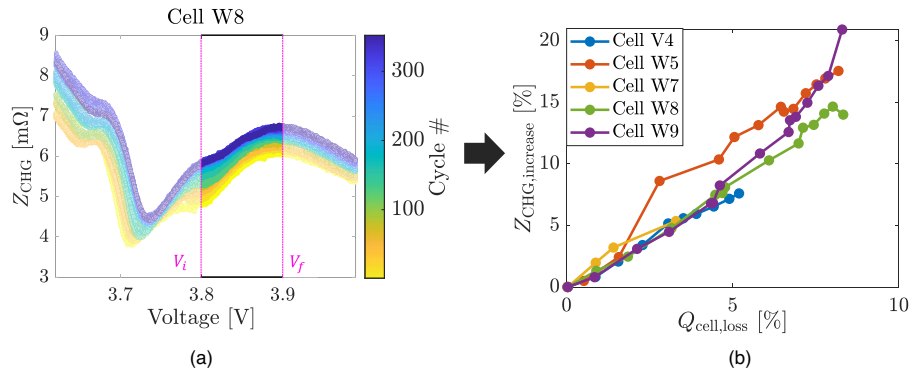 Cell W8
9
8
7
6
5
4
3
Z_CHG [mΩ]
3.7
3.8
3.9
Voltage [V]
V_i
V_f
300
200
100
Cycle #
(a)
20
15
10
5
0
Z_CHG,increase [%]
Cell V4
Cell W5
Cell W7
Cell W8
Cell W9
0
5
10
Q_cell,loss [%]
(b)